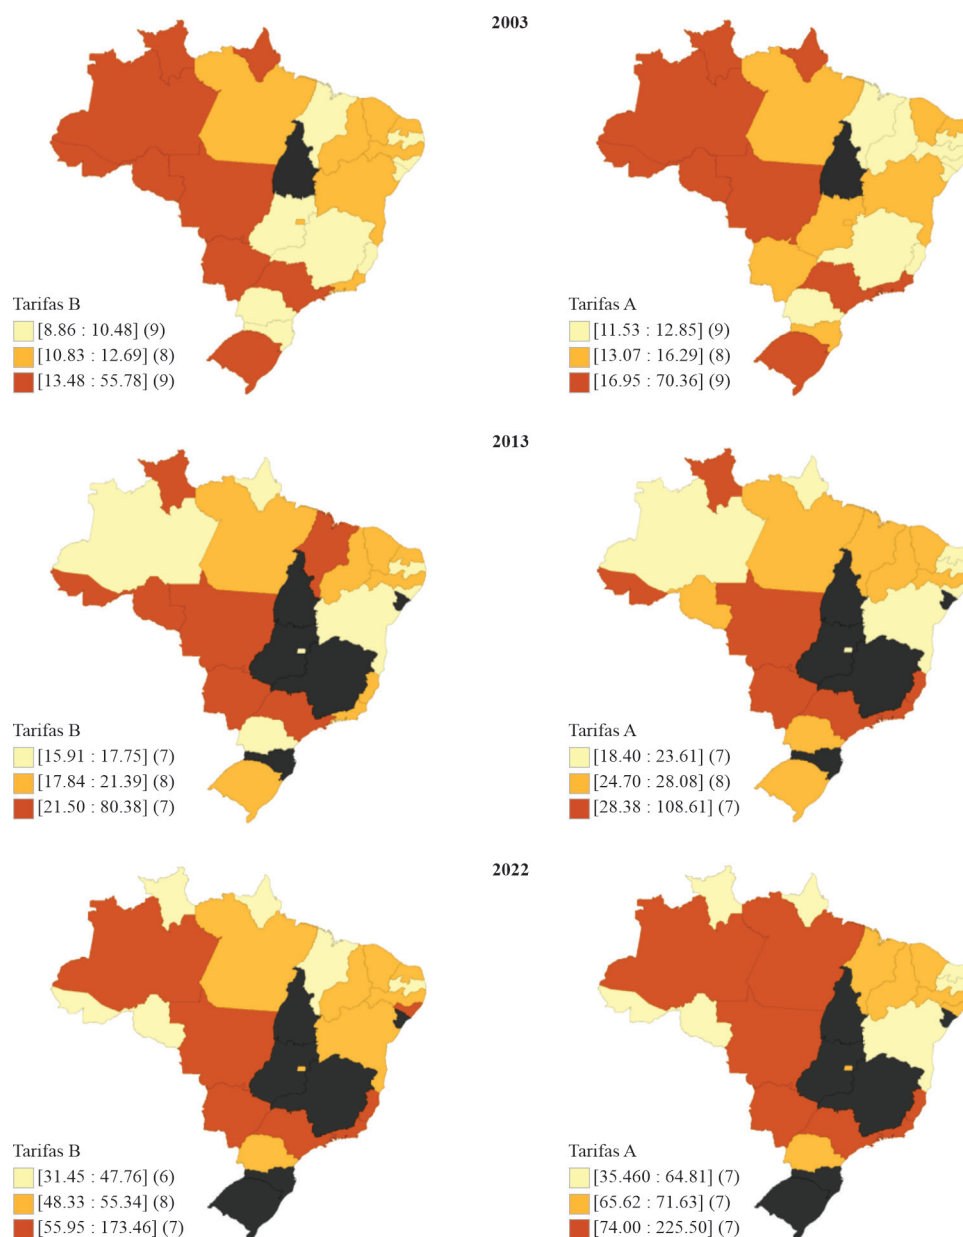 2003
Tarifas B
[8.86 : 10.48] (9)
[10.83 : 12.69] (8)
[13.48 : 55.78] (9)
Tarifas A
[11.53 : 12.85] (9)
[13.07 : 16.29] (8)
[16.95 : 70.36] (9)
2013
Tarifas B
[15.91 : 17.75] (7)
[17.84 : 21.39] (8)
[21.50 : 80.38] (7)
Tarifas A
[18.40 : 23.61] (7)
[24.70 : 28.08] (8)
[28.38 : 108.61] (7)
2022
Tarifas B
[31.45 : 47.76] (6)
[48.33 : 55.34] (8)
[55.95 : 173.46] (7)
Tarifas A
[35.460 : 64.81] (7)
[65.62 : 71.63] (7)
[74.00 : 225.50] (7)